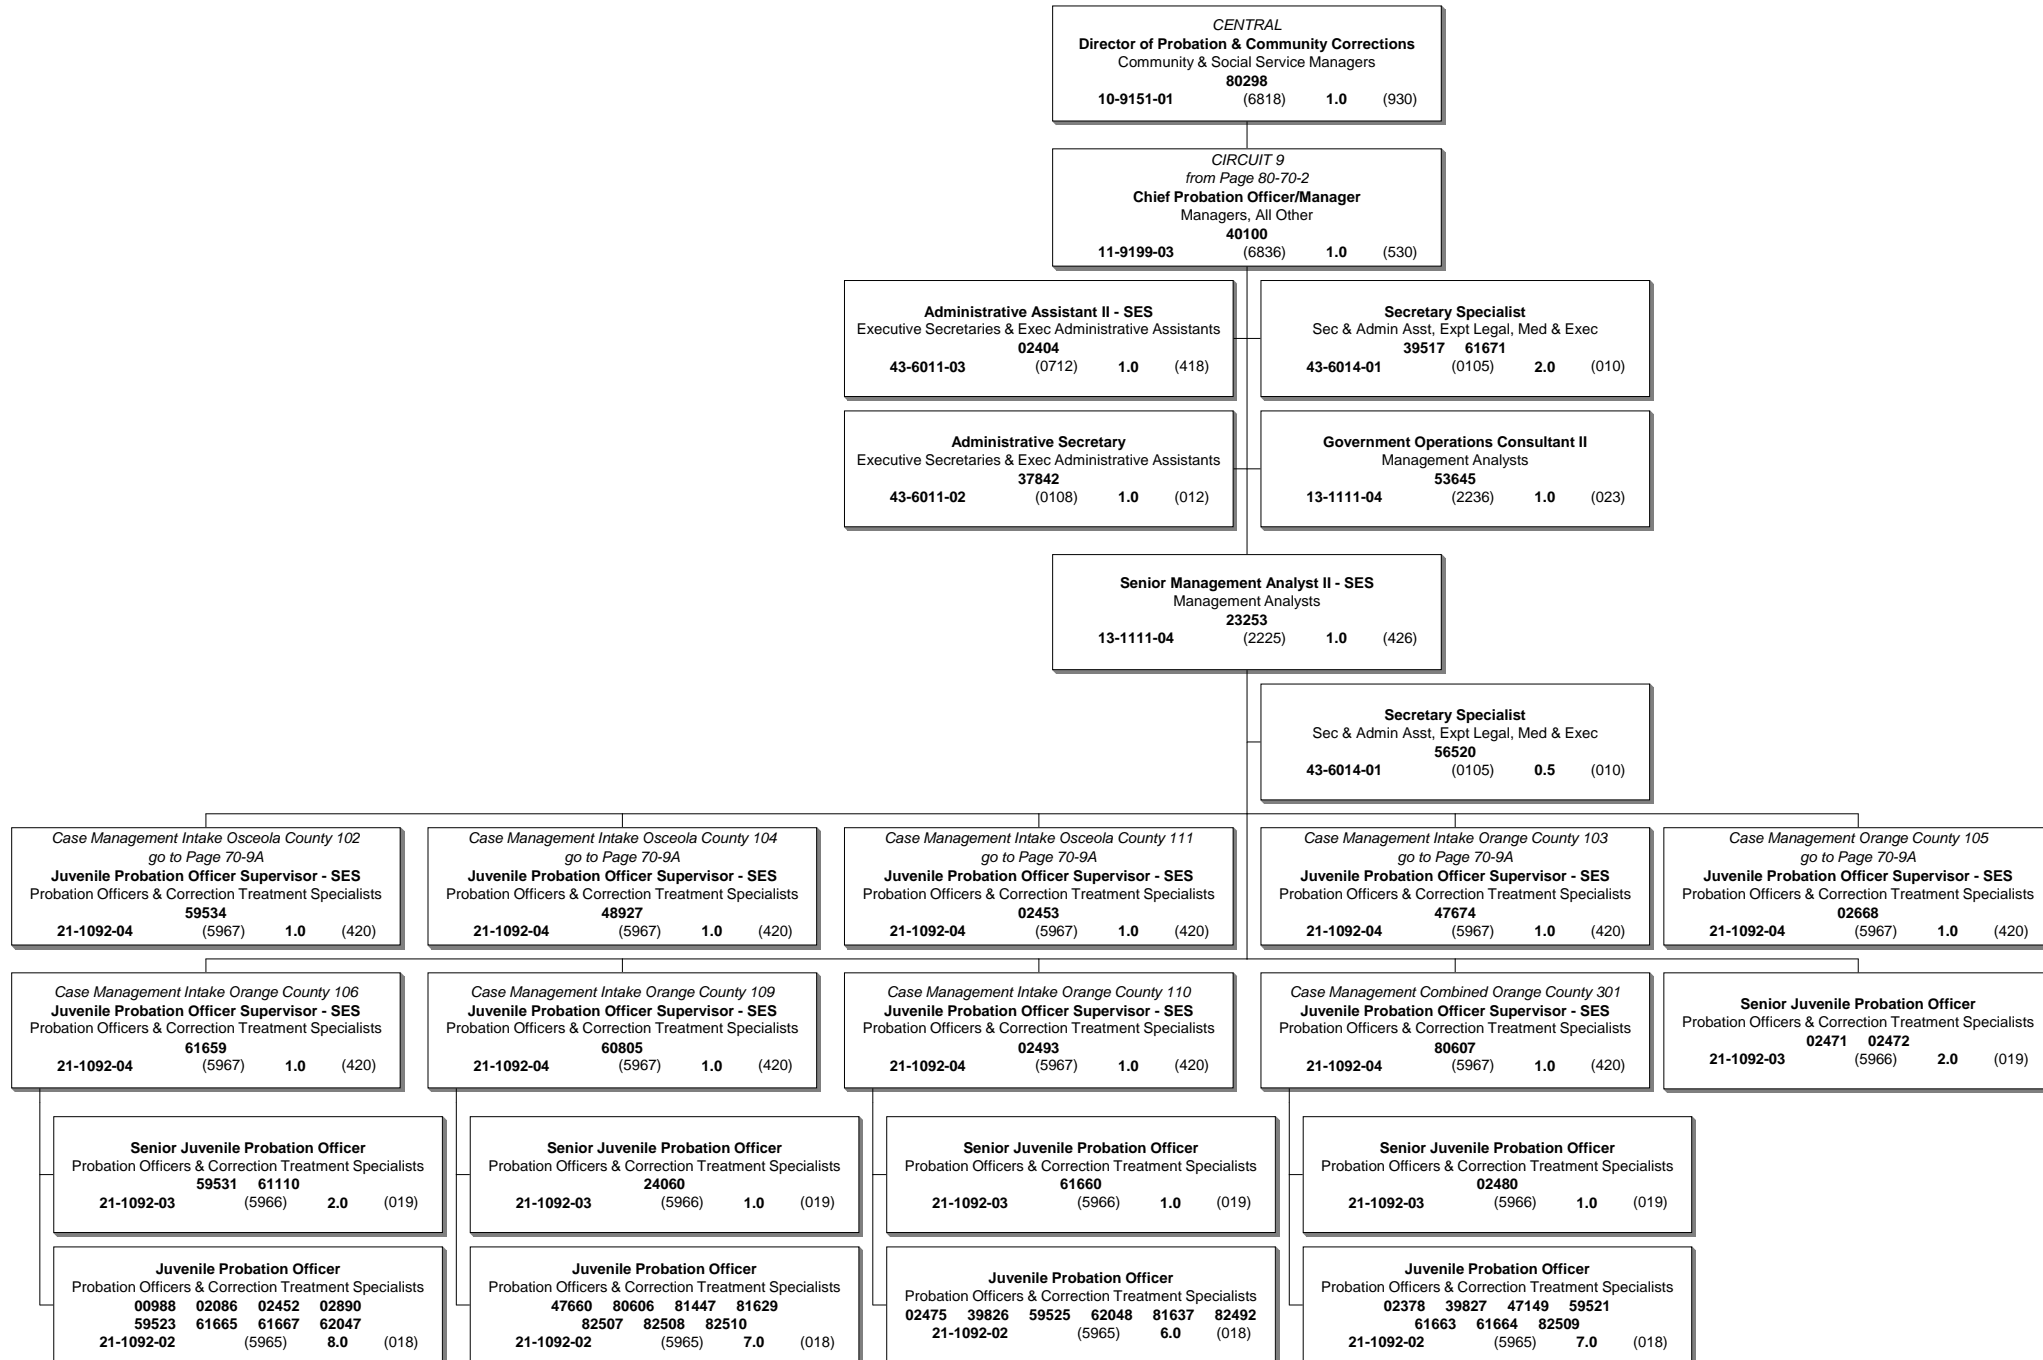 CENTRAL
Director of Probation & Community Corrections
Community & Social Service Managers
80298
10-9151-01 (6818) 1.0 (930)
CIRCUIT 9
from Page 80-70-2
Chief Probation Officer/Manager
Managers, All Other
40100
11-9199-03 (6836) 1.0 (530)
Administrative Assistant II - SES
Executive Secretaries & Exec Administrative Assistants
02404
43-6011-03 (0712) 1.0 (418)
Secretary Specialist
Sec & Admin Asst, Expt Legal, Med & Exec
39517 61671
43-6014-01 (0105) 2.0 (010)
Administrative Secretary
Executive Secretaries & Exec Administrative Assistants
37842
43-6011-02 (0108) 1.0 (012)
Government Operations Consultant II
Management Analysts
53645
13-1111-04 (2236) 1.0 (023)
Senior Management Analyst II - SES
Management Analysts
23253
13-1111-04 (2225) 1.0 (426)
Secretary Specialist
Sec & Admin Asst, Expt Legal, Med & Exec
56520
43-6014-01 (0105) 0.5 (010)
Case Management Intake Osceola County 102
go to Page 70-9A
Juvenile Probation Officer Supervisor - SES
Probation Officers & Correction Treatment Specialists
59534
21-1092-04 (5967) 1.0 (420)
Case Management Intake Osceola County 104
go to Page 70-9A
Juvenile Probation Officer Supervisor - SES
Probation Officers & Correction Treatment Specialists
48927
21-1092-04 (5967) 1.0 (420)
Case Management Intake Osceola County 111
go to Page 70-9A
Juvenile Probation Officer Supervisor - SES
Probation Officers & Correction Treatment Specialists
02453
21-1092-04 (5967) 1.0 (420)
Case Management Intake Orange County 103
go to Page 70-9A
Juvenile Probation Officer Supervisor - SES
Probation Officers & Correction Treatment Specialists
47674
21-1092-04 (5967) 1.0 (420)
Case Management Orange County 105
go to Page 70-9A
Juvenile Probation Officer Supervisor - SES
Probation Officers & Correction Treatment Specialists
02668
21-1092-04 (5967) 1.0 (420)
Case Management Intake Orange County 106
Juvenile Probation Officer Supervisor - SES
Probation Officers & Correction Treatment Specialists
61659
21-1092-04 (5967) 1.0 (420)
Case Management Intake Orange County 109
Juvenile Probation Officer Supervisor - SES
Probation Officers & Correction Treatment Specialists
60805
21-1092-04 (5967) 1.0 (420)
Case Management Intake Orange County 110
Juvenile Probation Officer Supervisor - SES
Probation Officers & Correction Treatment Specialists
02493
21-1092-04 (5967) 1.0 (420)
Case Management Combined Orange County 301
Juvenile Probation Officer Supervisor - SES
Probation Officers & Correction Treatment Specialists
80607
21-1092-04 (5967) 1.0 (420)
Senior Juvenile Probation Officer
Probation Officers & Correction Treatment Specialists
02471 02472
21-1092-03 (5966) 2.0 (019)
Senior Juvenile Probation Officer
Probation Officers & Correction Treatment Specialists
59531 61110
21-1092-03 (5966) 2.0 (019)
Senior Juvenile Probation Officer
Probation Officers & Correction Treatment Specialists
24060
21-1092-03 (5966) 1.0 (019)
Senior Juvenile Probation Officer
Probation Officers & Correction Treatment Specialists
61660
21-1092-03 (5966) 1.0 (019)
Senior Juvenile Probation Officer
Probation Officers & Correction Treatment Specialists
02480
21-1092-03 (5966) 1.0 (019)
Juvenile Probation Officer
Probation Officers & Correction Treatment Specialists
00988 02086 02452 02890
59523 61665 61667 62047
21-1092-02 (5965) 8.0 (018)
Juvenile Probation Officer
Probation Officers & Correction Treatment Specialists
47660 80606 81447 81629
82507 82508 82510
21-1092-02 (5965) 7.0 (018)
Juvenile Probation Officer
Probation Officers & Correction Treatment Specialists
02475 39826 59525 62048 81637 82492
21-1092-02 (5965) 6.0 (018)
Juvenile Probation Officer
Probation Officers & Correction Treatment Specialists
02378 39827 47149 59521
61663 61664 82509
21-1092-02 (5965) 7.0 (018)